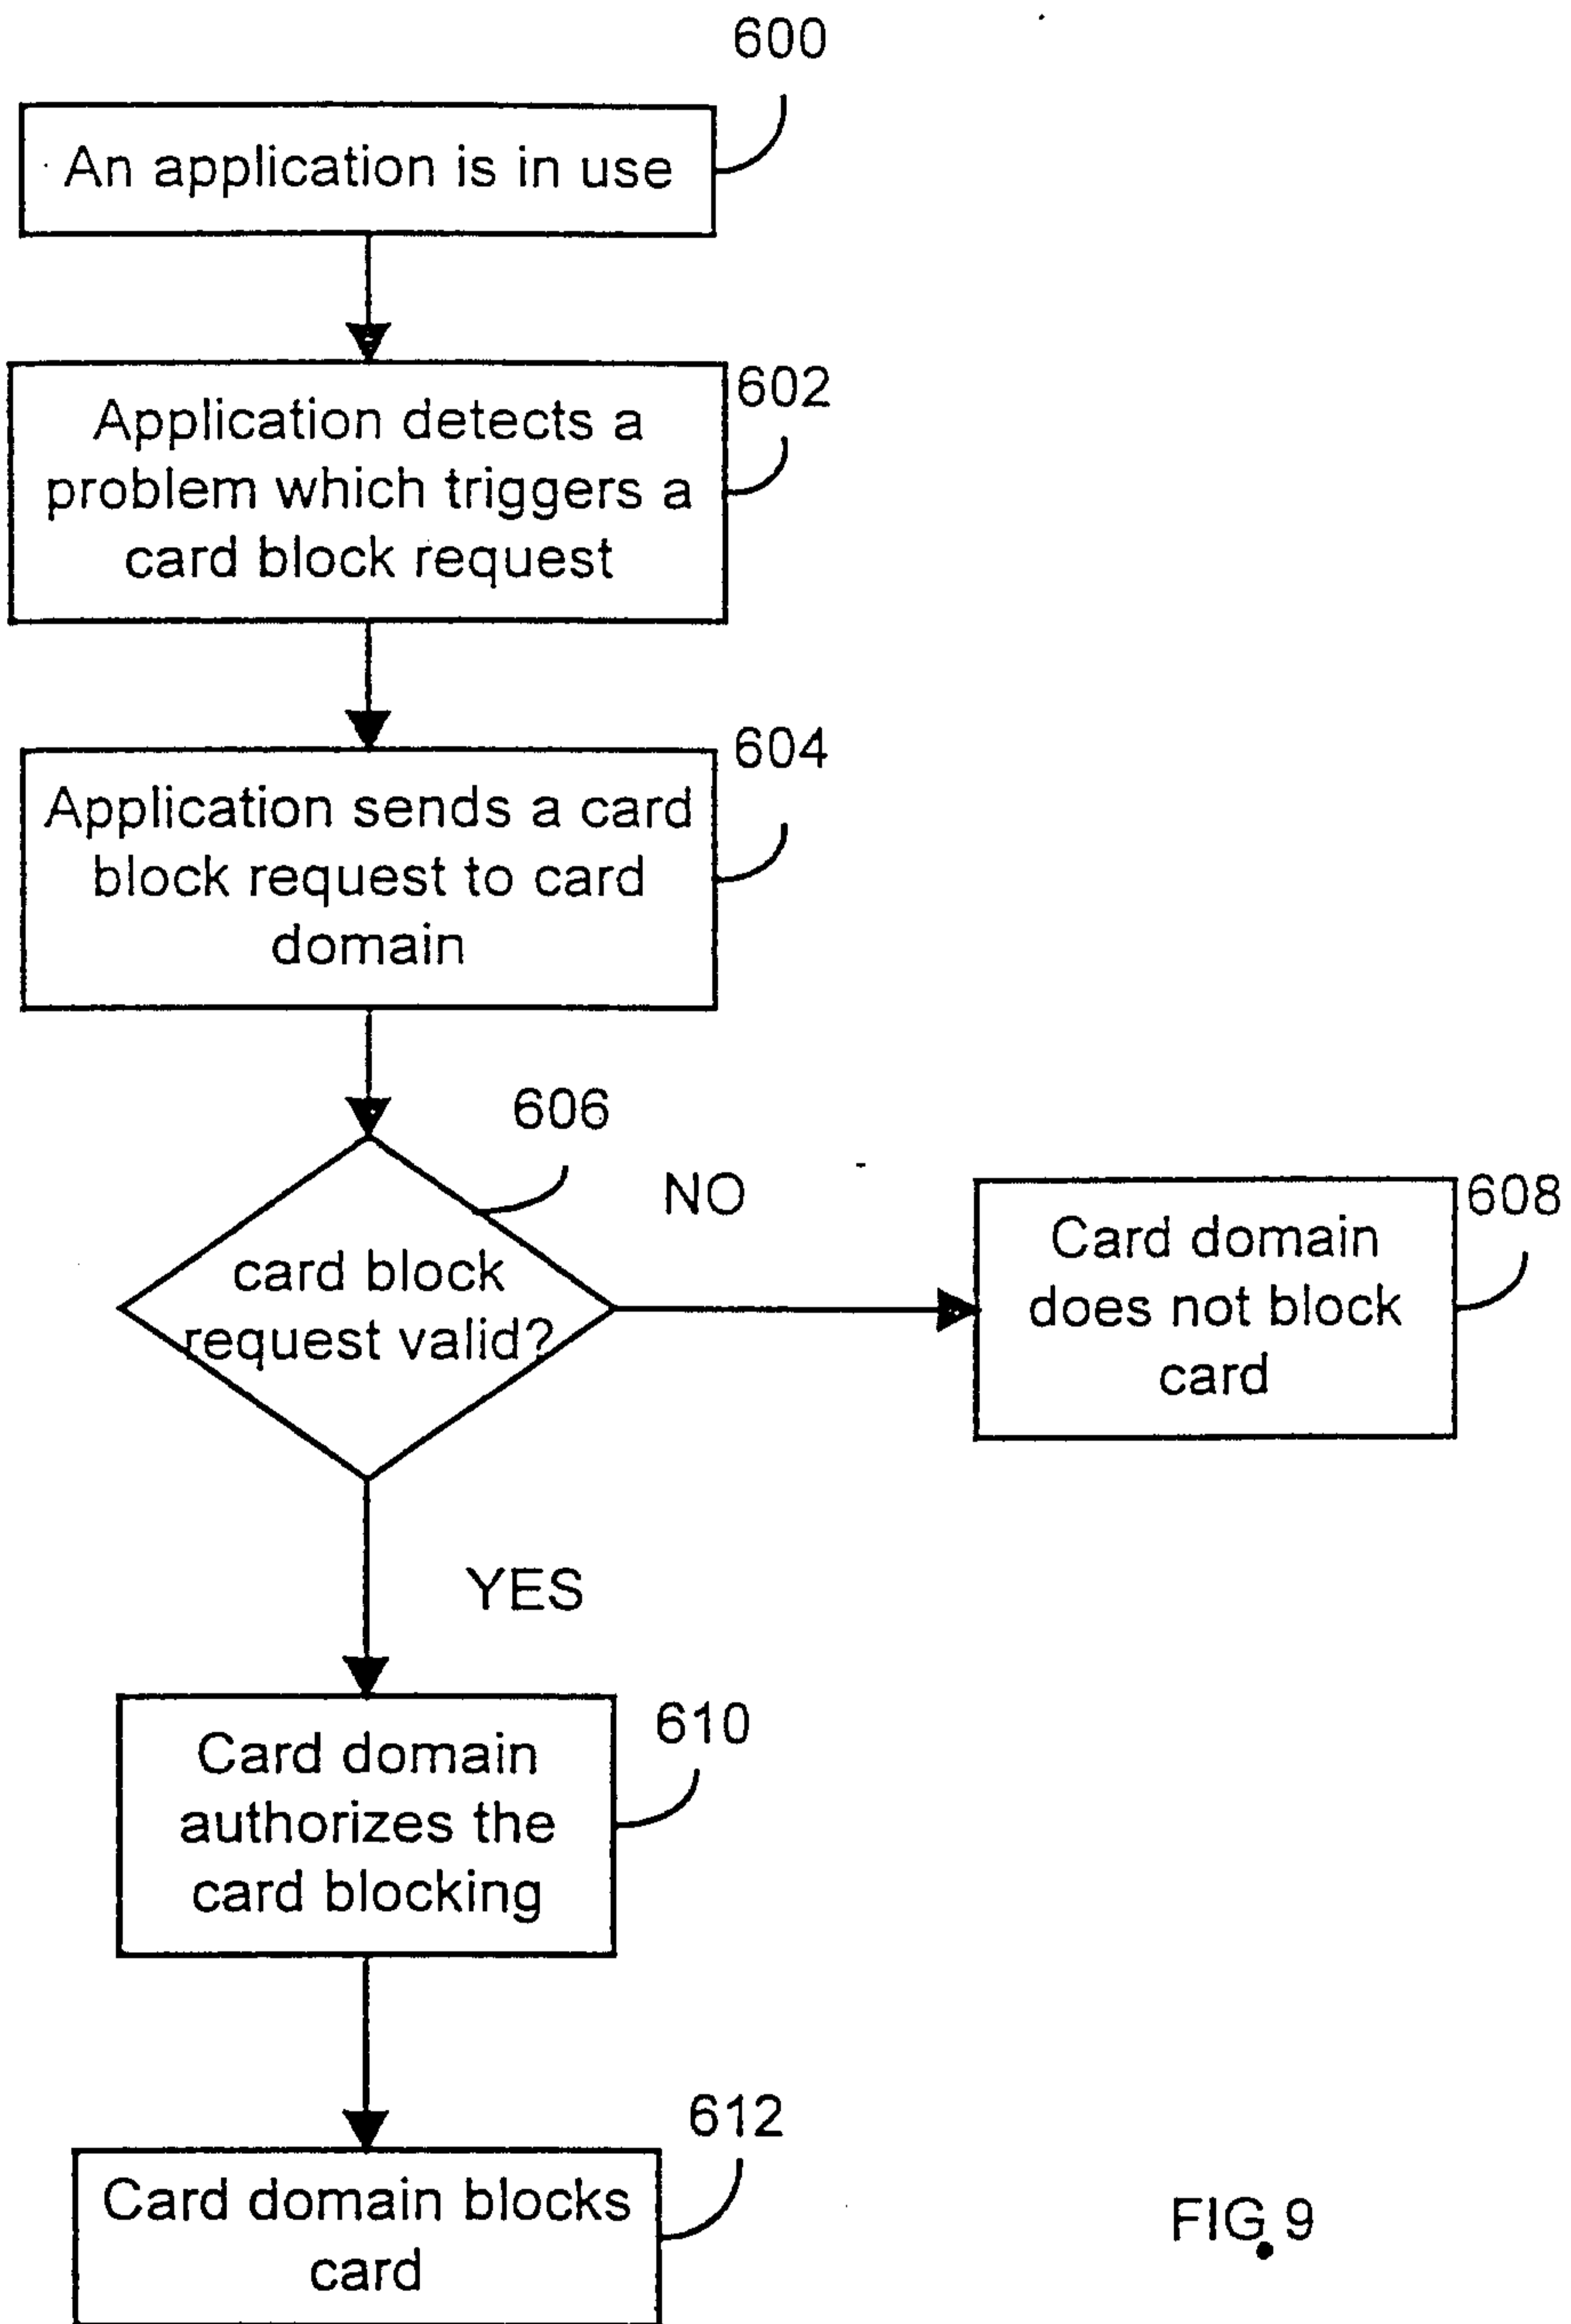 600
An application is in use
602
Application detects a
problem which triggers a
card block request
604
Application sends a card
block request to card
domain
606
NO
card block
request valid?
608
Card domain
does not block
card
YES
610
Card domain
authorizes the
card blocking
612
Card domain blocks
card
FIG. 9